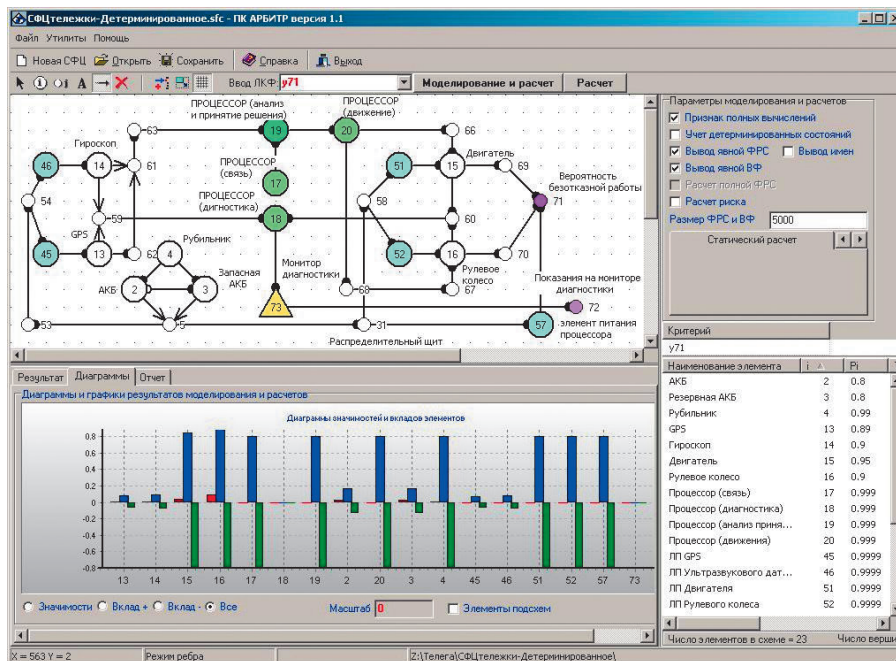 СФЦтележки-Детерминированное.sfc - ПК АРБИТР версия 1.1
Файл Утилиты Помощь
Новая СФЦ Открыть Сохранить Справка Выход
Ввод ЛКФ: y71 Моделирование и расчет Расчет
ПРОЦЕССОР (анализ и принятие решения)
ПРОЦЕССОР (движение)
63 19 20 66
Гироскоп
46 14 61
ПРОЦЕССОР (связь)
17
51 15 Двигатель 69
Вероятность безотказной работы
71
54 59
ПРОЦЕССОР (дигностика)
18 58 60
GPS
45 13 62
Рубильник
4
52 16 70
Рулевое колесо
Монитор диагностики
АКБ 2 3
Запасная АКБ
73 68 67
Показания на мониторе диагностики
72
53 5 31 57
элемент питания процессора
Распределительный щит
Параметры моделирования и расчетов
Признак полных вычислений
Учет детерминированных состояний
Вывод явной ФРС Вывод имен
Вывод явной ВФ
Расчет полной ФРС
Расчет риска
Размер ФРС и ВФ 5000
Статический расчет
Критерий
y71
Наименование элемента i Pi
АКБ 2 0.8
Резервная АКБ 3 0.8
Рубильник 4 0.99
GPS 13 0.89
Гироскоп 14 0.9
Двигатель 15 0.95
Рулевое колесо 16 0.9
Процессор (связь) 17 0.999
Процессор (диагностика) 18 0.999
Процессор (анализ приня... 19 0.999
Процессор (движения) 20 0.999
ЛП GPS 45 0.9999
ЛП Ультразвукового дат... 46 0.9999
ЛП Двигателя 51 0.9999
ЛП Рулевого колеса 52 0.9999
Число элементов в схеме = 23 Число верши
Результат Диаграммы Отчет
Диаграммы и графики результатов моделирования и расчетов
Диаграммы значимостей и вкладов элементов
0.8
0.6
0.4
0.2
0
-0.2
-0.4
-0.6
-0.8
13 14 15 16 17 18 19 2 20 3 4 45 46 51 52 57 73
Значимости Вклад + Вклад - Все Масштаб 0 Элементы подсхем
X = 563 Y = 2 Режим ребра Z:\Телега\СФЦтележки-Детерминированное\